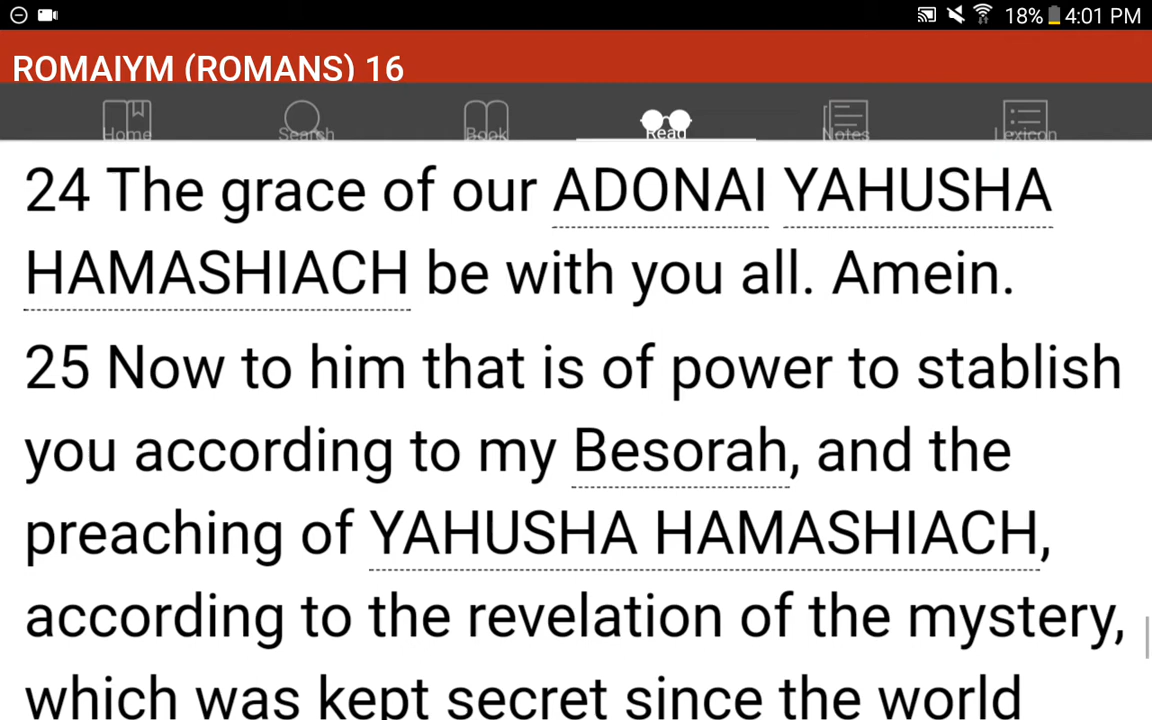 18% 4:01 PM
ROMAIYM (ROMANS) 16
Home Search Book Read Notes Lexicon
24 The grace of our ADONAI YAHUSHA
HAMASHIACH be with you all. Amein.
25 Now to him that is of power to stablish
you according to my Besorah, and the
preaching of YAHUSHA HAMASHIACH,
according to the revelation of the mystery,
which was kept secret since the world